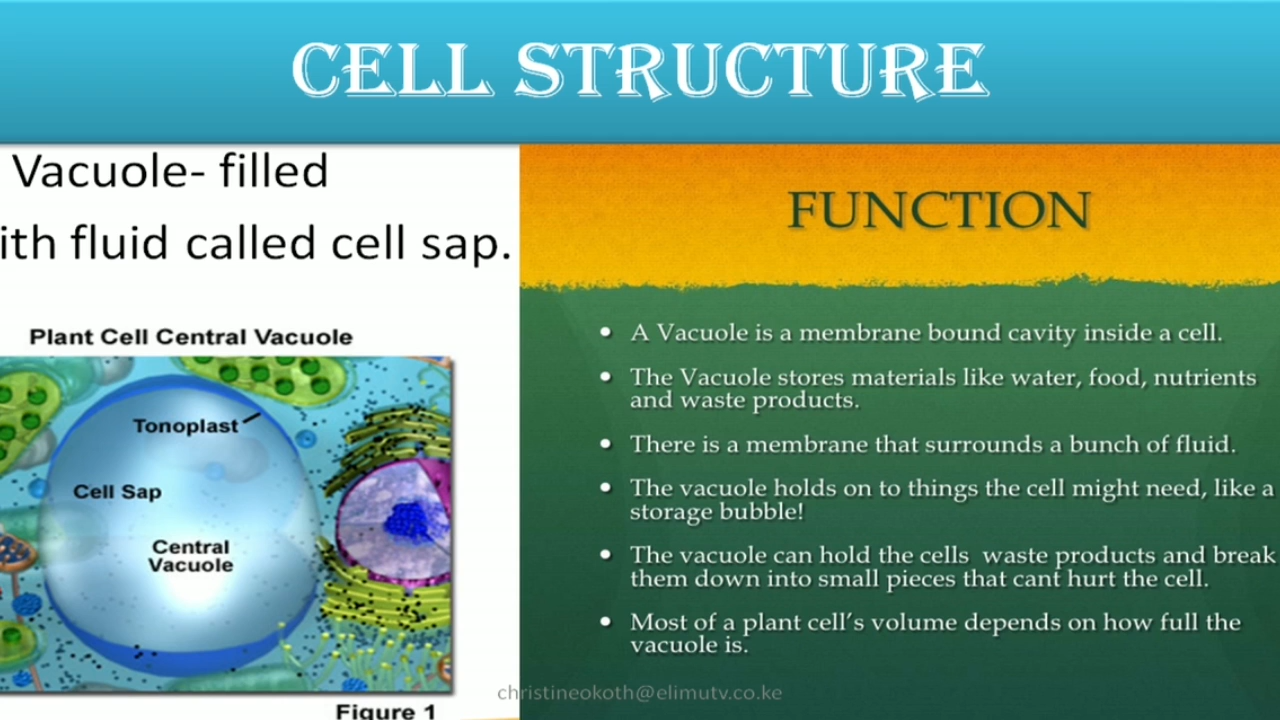 CELL STRUCTURE
Vacuole- filled
ith fluid called cell sap.
Plant Cell Central Vacuole
Tonoplast
Cell Sap
Central
Vacuole
Figure 1
FUNCTION
• A Vacuole is a membrane bound cavity inside a cell.
• The Vacuole stores materials like water, food, nutrients
and waste products.
• There is a membrane that surrounds a bunch of fluid.
• The vacuole holds on to things the cell might need, like a
storage bubble!
• The vacuole can hold the cells waste products and break
them down into small pieces that cant hurt the cell.
• Most of a plant cell's volume depends on how full the
vacuole is.
christineokoth@elimutv.co.ke